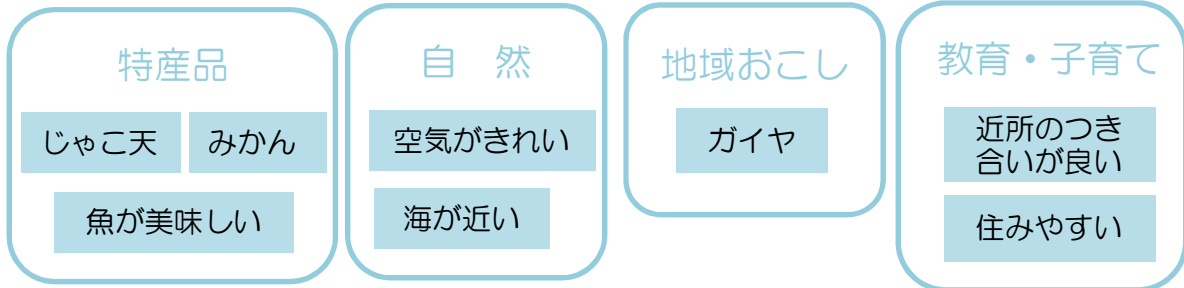 特産品
じゃこ天
みかん
魚が美味しい
自　然
空気がきれい
海が近い
地域おこし
ガイヤ
教育・子育て
近所のつき
合いが良い
住みやすい